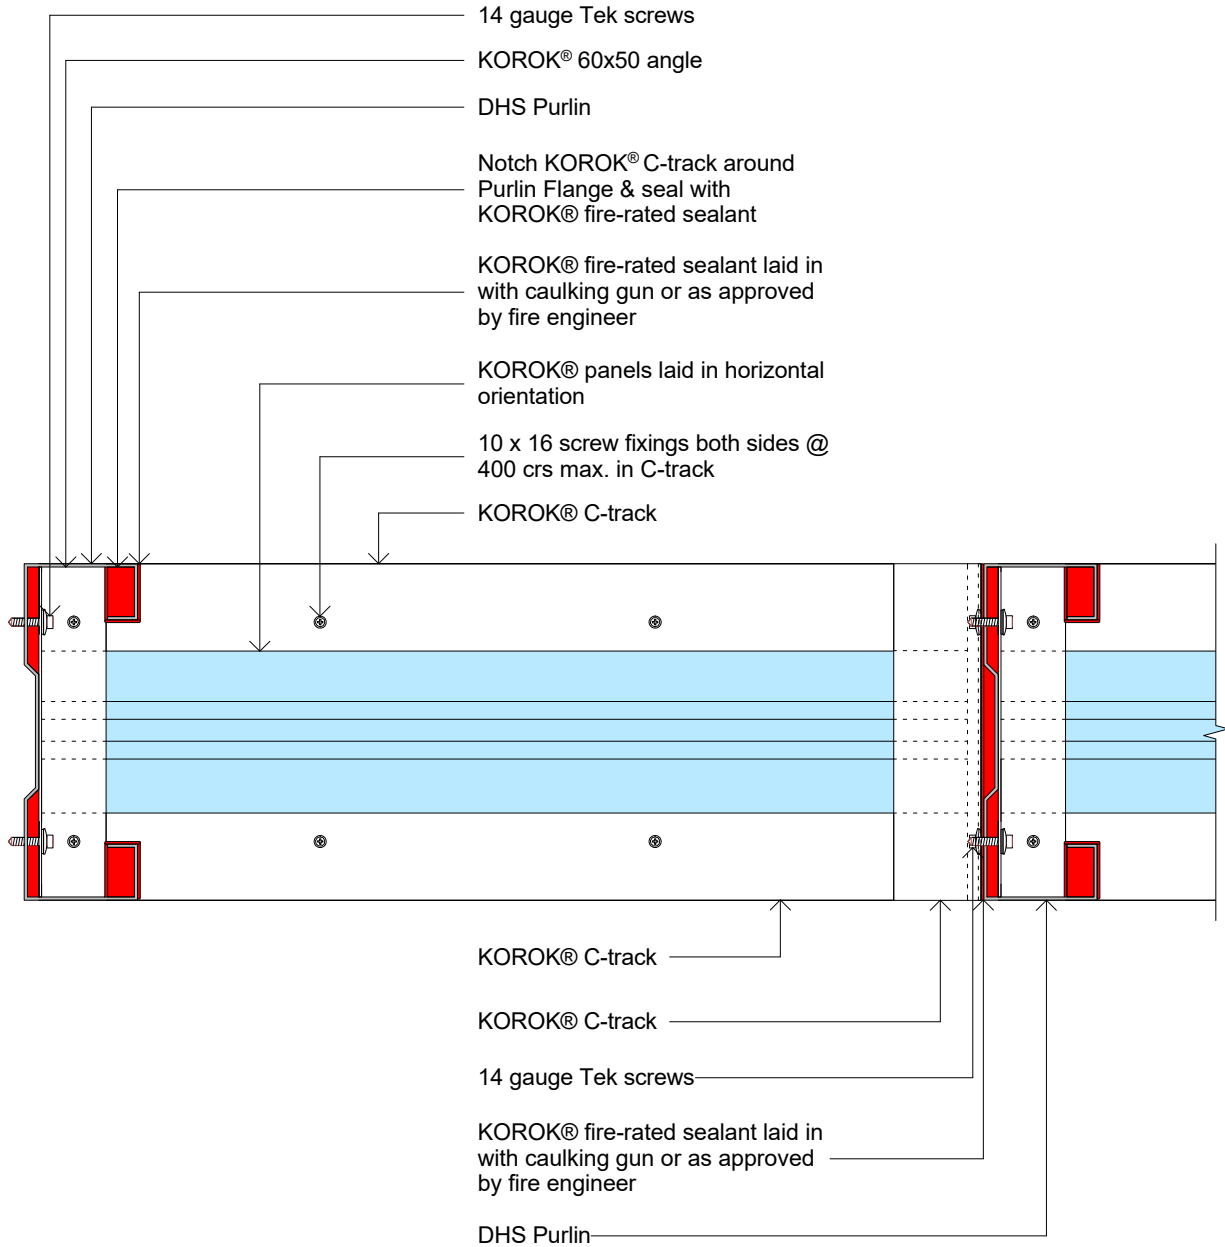 14 gauge Tek screws
KOROK® 60x50 angle
DHS Purlin
Notch KOROK® C-track around
Purlin Flange & seal with
KOROK® fire-rated sealant
KOROK® fire-rated sealant laid in
with caulking gun or as approved
by fire engineer
KOROK® panels laid in horizontal
orientation
10 x 16 screw fixings both sides @
400 crs max. in C-track
KOROK® C-track
KOROK® C-track
KOROK® C-track
14 gauge Tek screws
KOROK® fire-rated sealant laid in
with caulking gun or as approved
by fire engineer
DHS Purlin